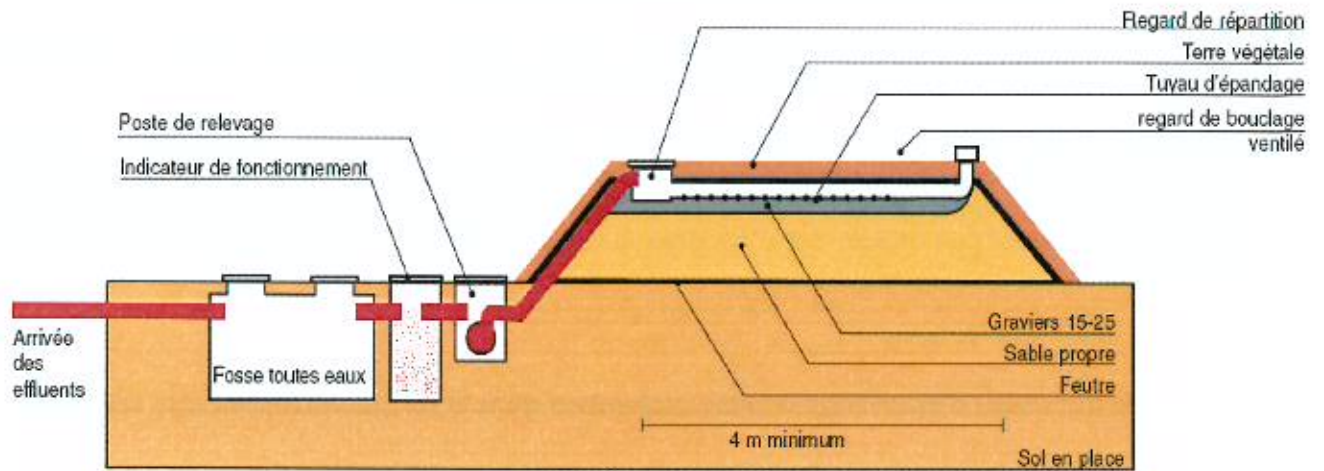 Regard de répartition
Terre végétale
Tuyau d'épandage
regard de bouclage
ventilé
Poste de relevage
Indicateur de fonctionnement
Arrivée
des
effluents
Fosse toutes eaux
Graviers 15-25
Sable propre
Feutre
4 m minimum
Sol en place